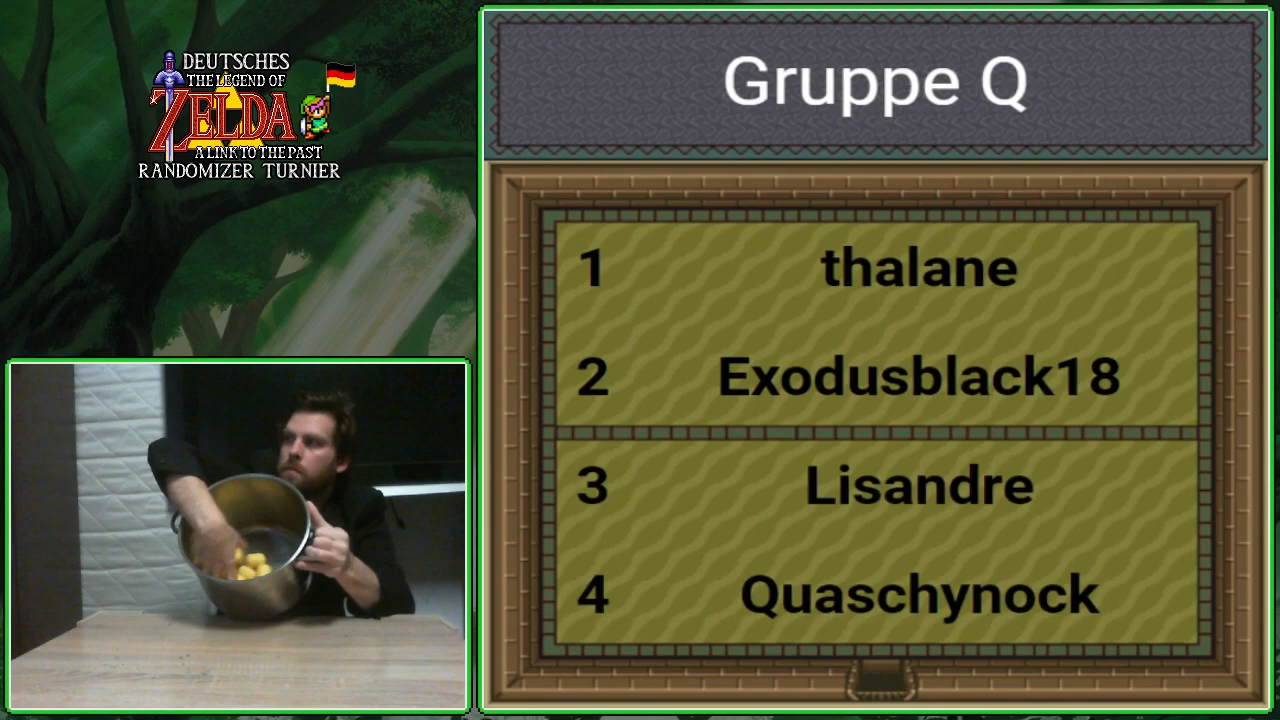 DEUTSCHES
THE LEGEND OF
ZELDA
A LINK TO THE PAST
RANDOMIZER TURNIER
Gruppe Q
1 thalane
2 Exodusblack18
3 Lisandre
4 Quaschynock